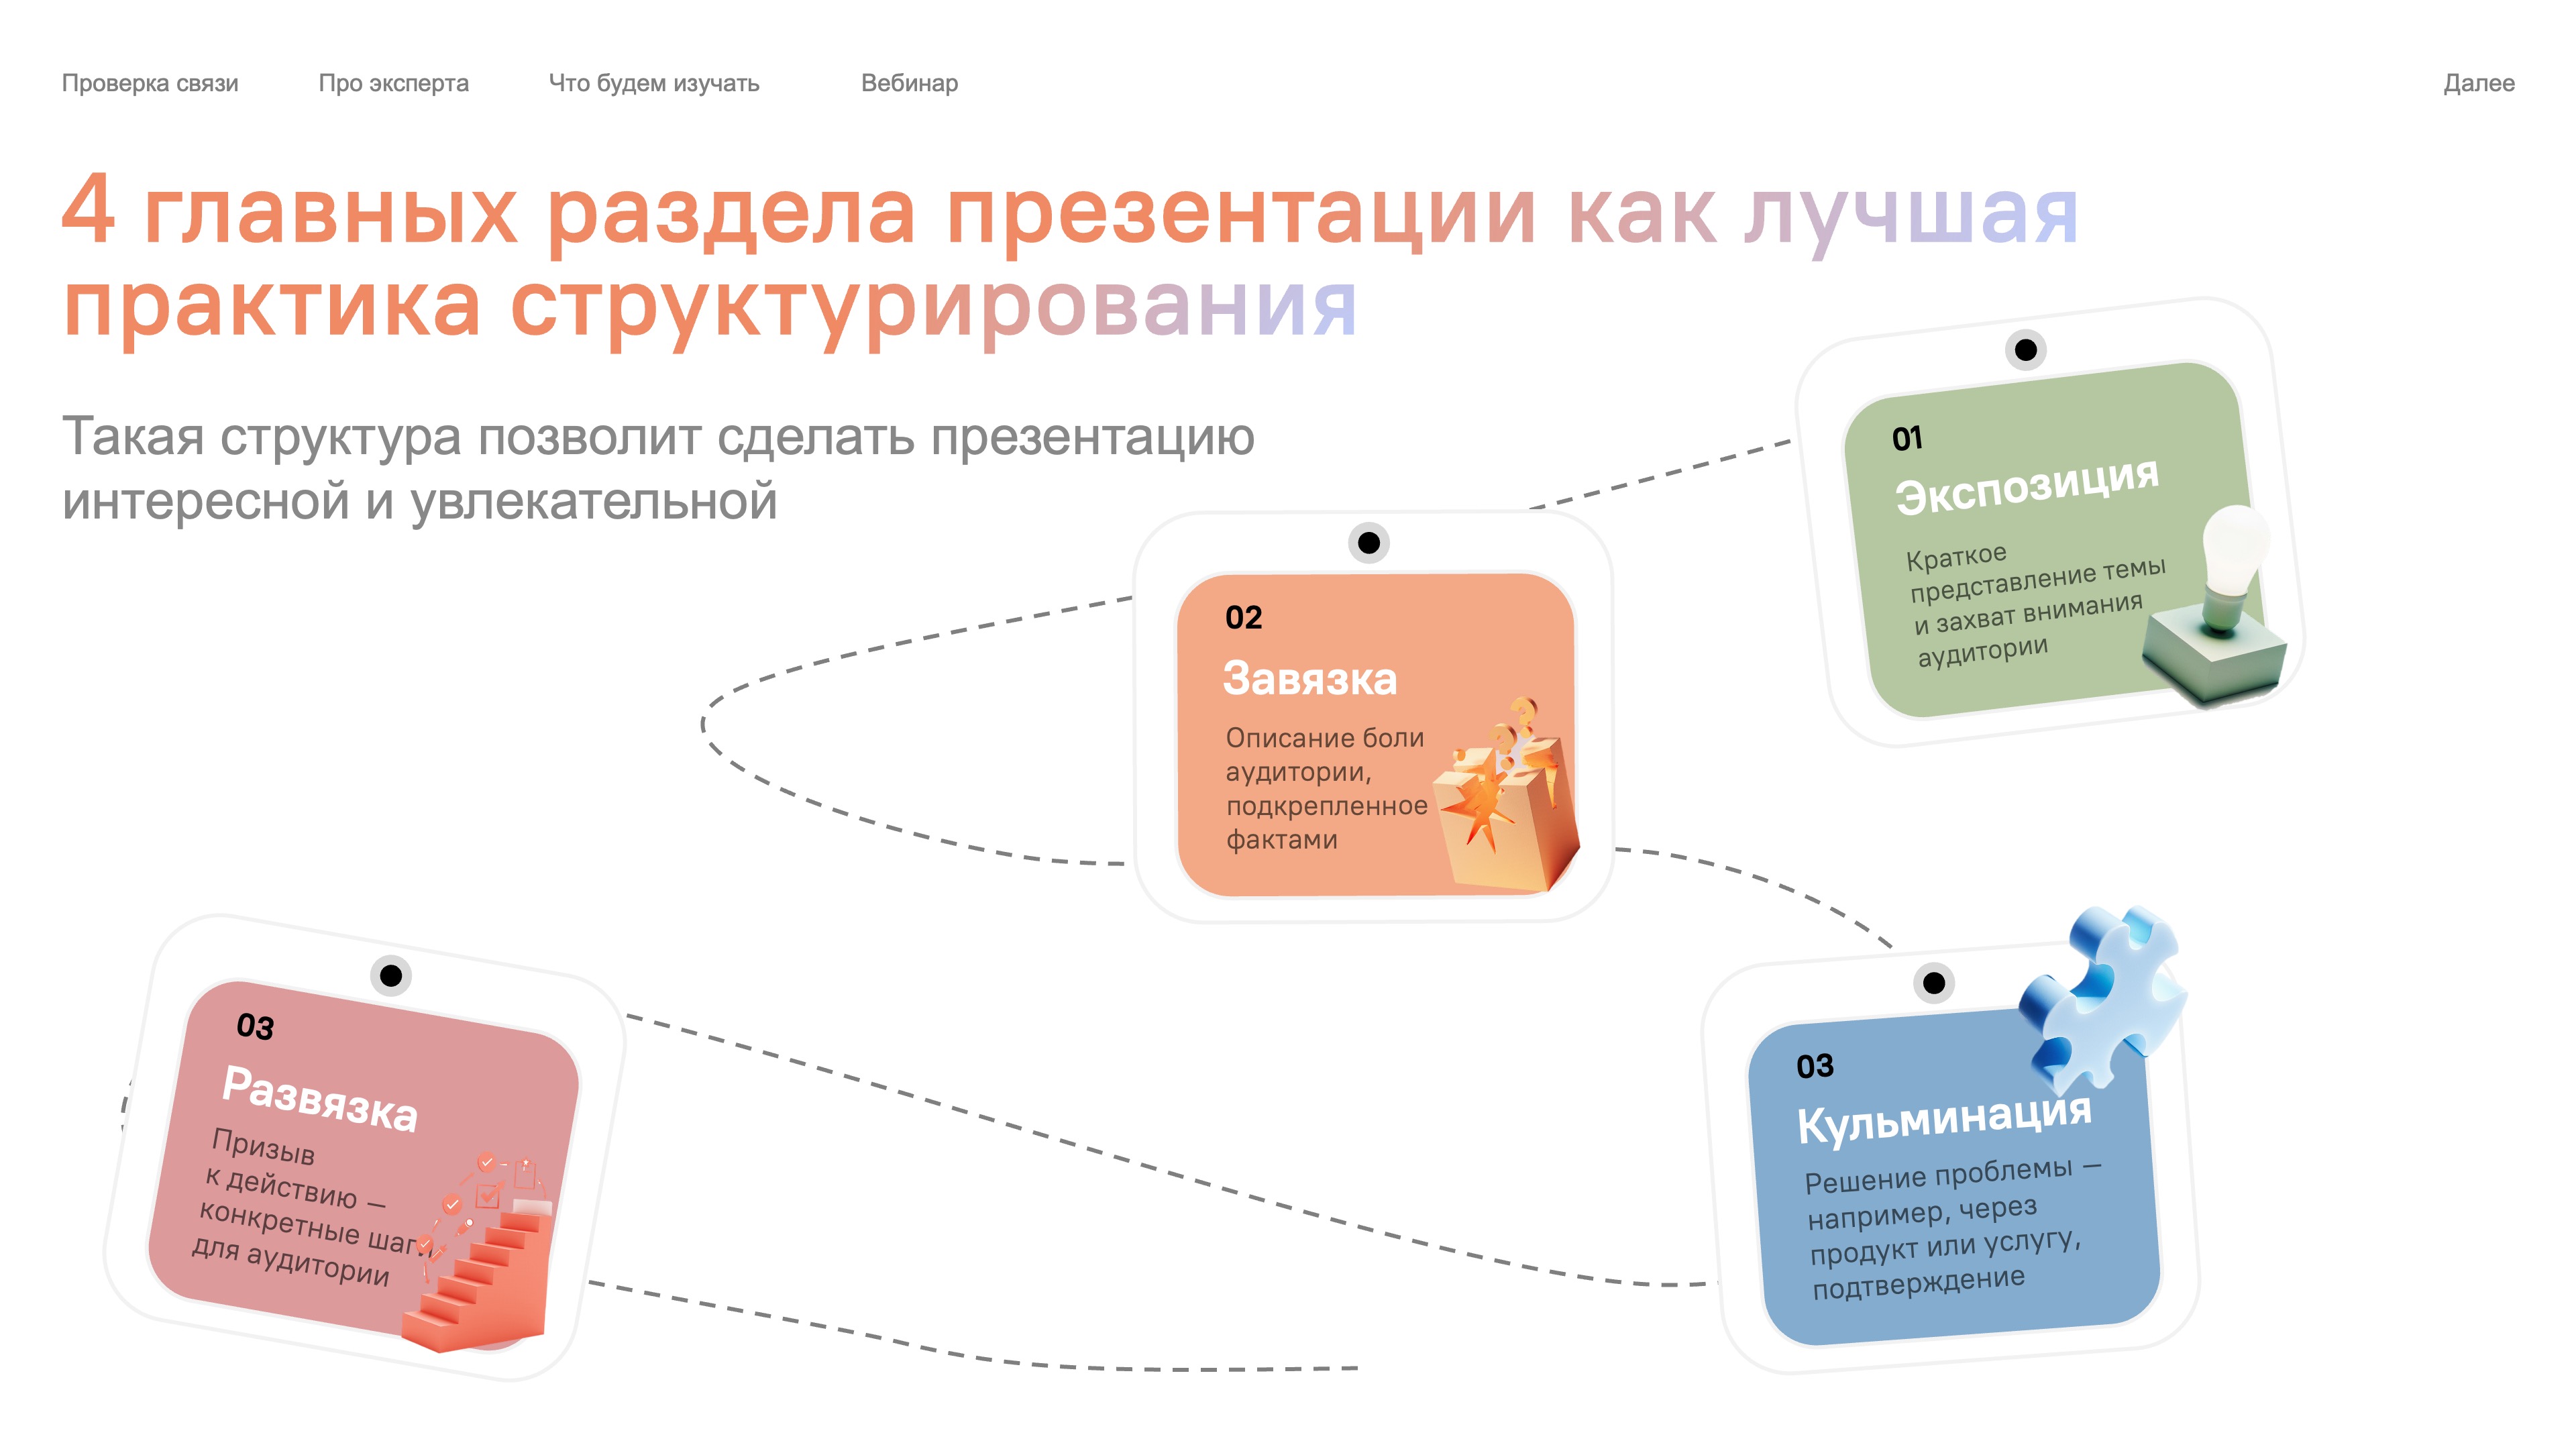 Проверка связи
Про эксперта
Что будем изучать
Вебинар
Далее
4 главных раздела презентации как лучшая
практика структурирования
Такая структура позволит сделать презентацию
интересной и увлекательной
01
Экспозиция
Краткое
представление темы
и захват внимания
аудитории
02
Завязка
Описание боли
аудитории,
подкрепленное
фактами
03
Кульминация
Решение проблемы –
например, через
продукт или услугу,
подтверждение
03
Развязка
Призыв
к действию –
конкретные шаги
для аудитории